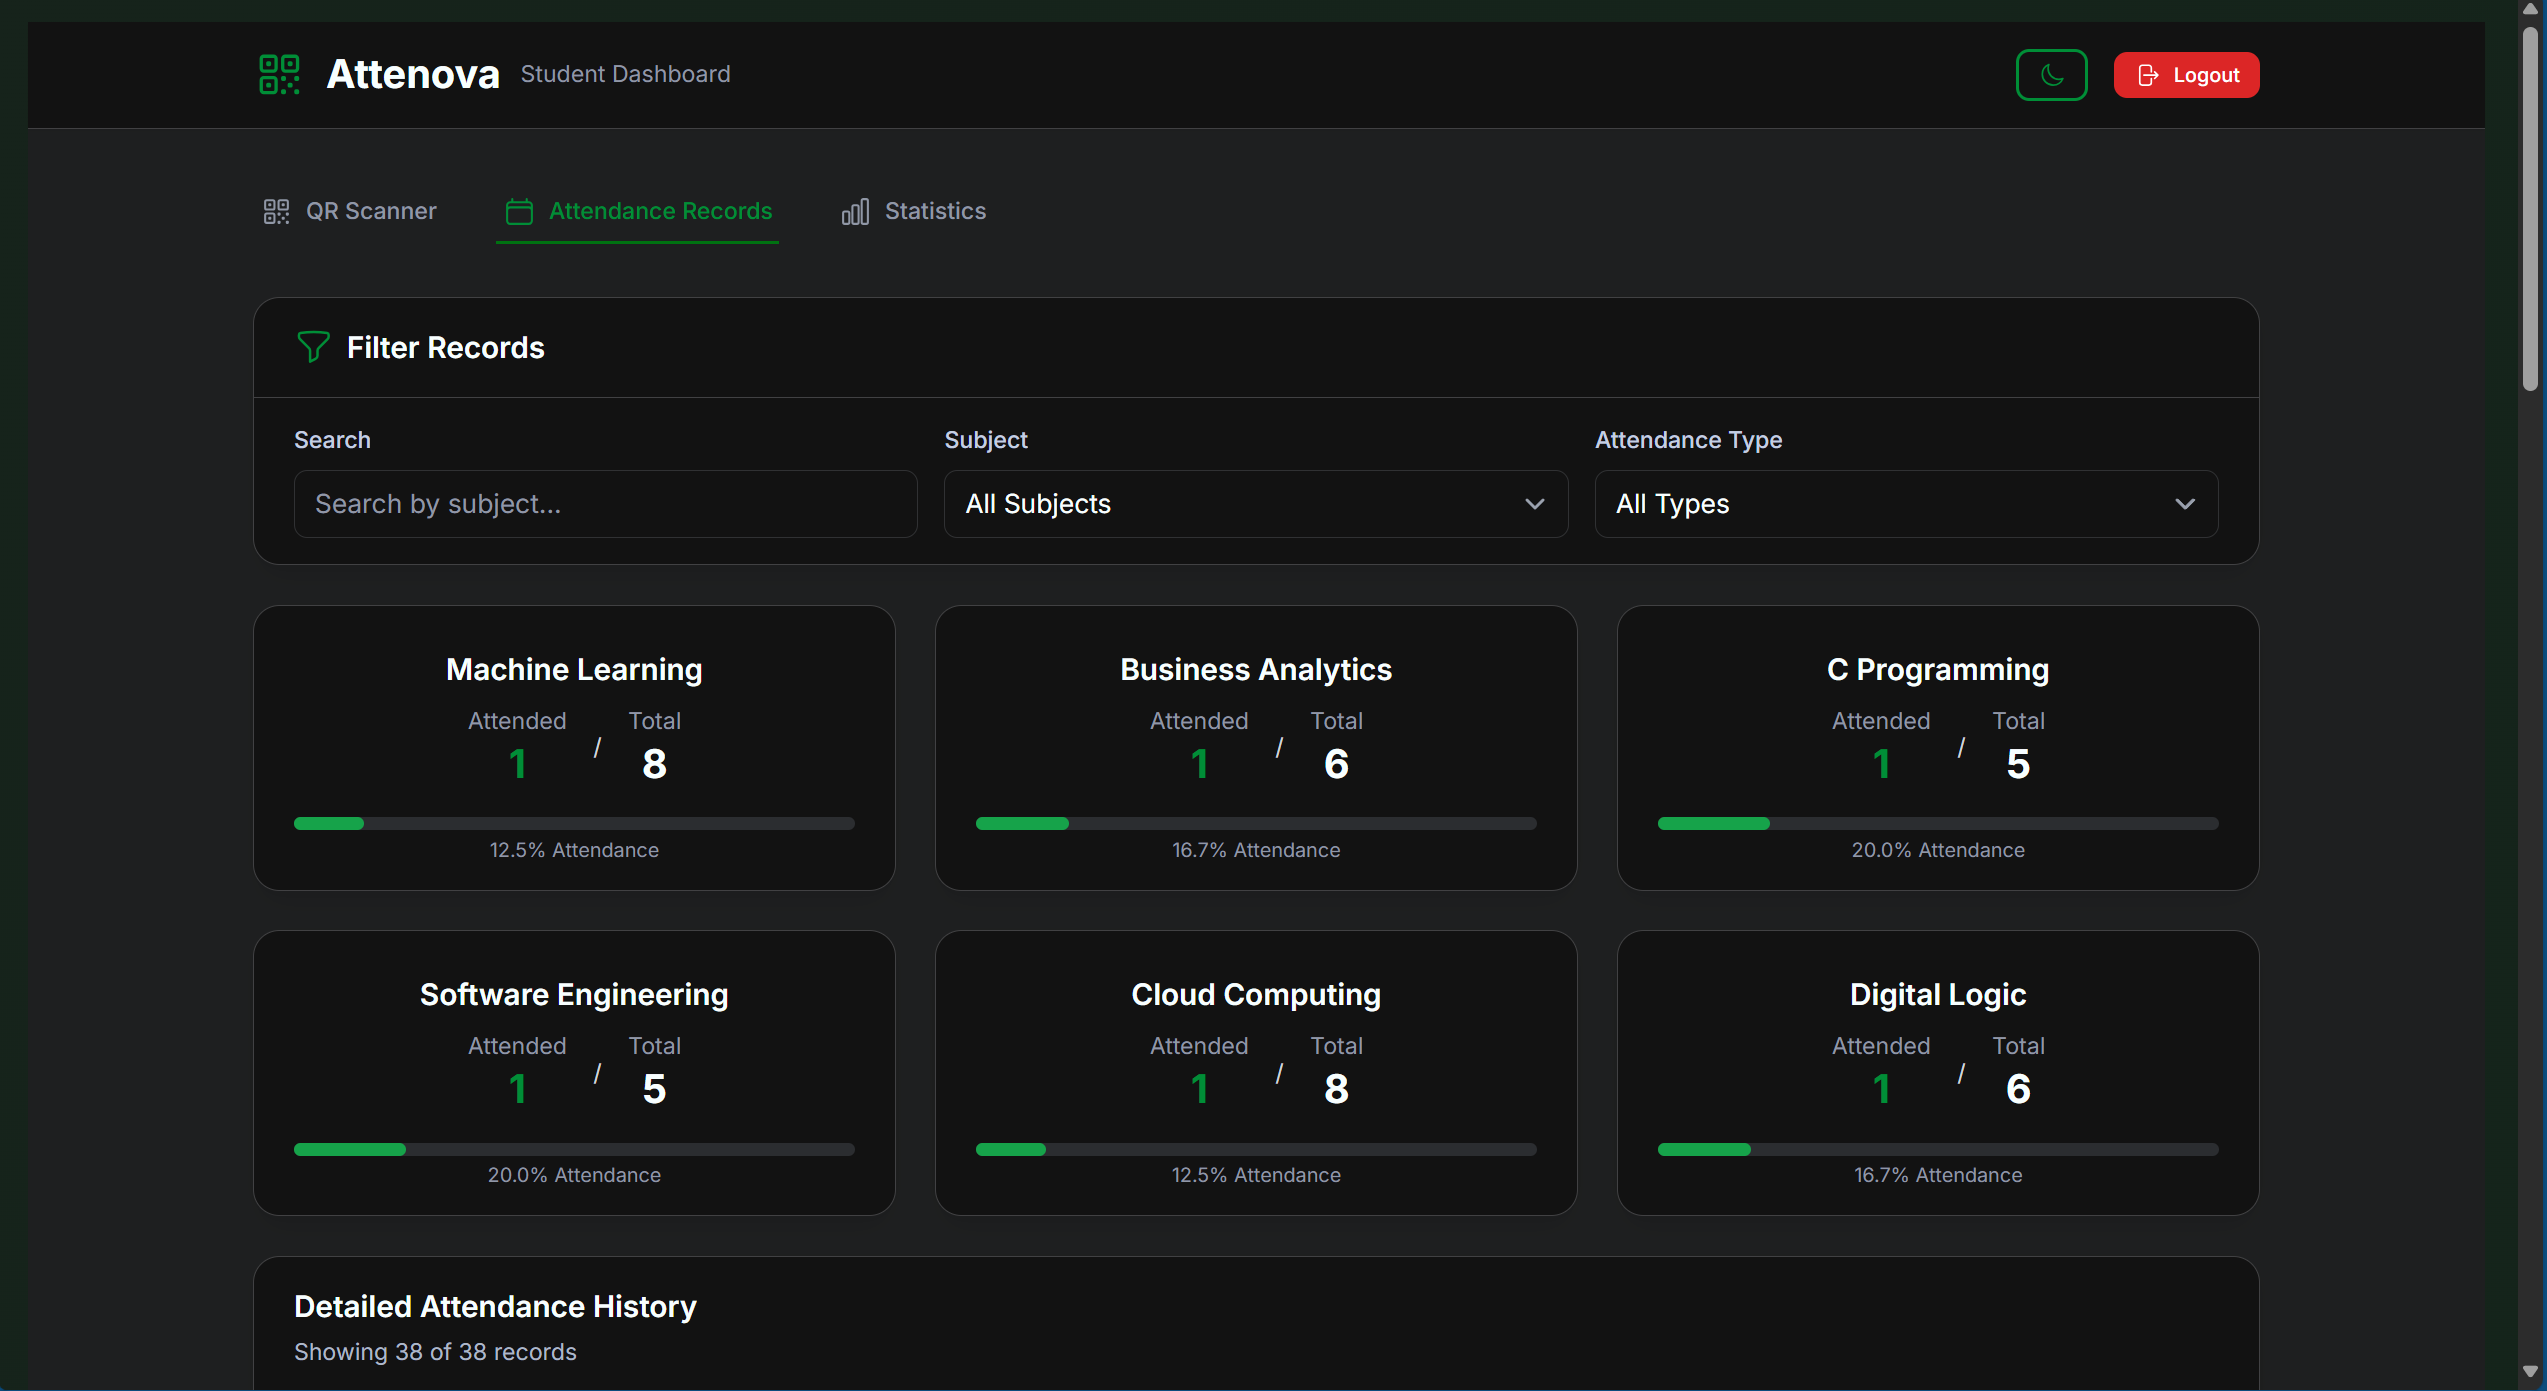 Attenova Student Dashboard
Logout
QR Scanner Attendance Records Statistics
Filter Records
Search Subject Attendance Type
Search by subject... All Subjects All Types
Machine Learning
Attended / Total
1 8
12.5% Attendance
Business Analytics
Attended / Total
1 6
16.7% Attendance
C Programming
Attended / Total
1 5
20.0% Attendance
Software Engineering
Attended / Total
1 5
20.0% Attendance
Cloud Computing
Attended / Total
1 8
12.5% Attendance
Digital Logic
Attended / Total
1 6
16.7% Attendance
Detailed Attendance History
Showing 38 of 38 records